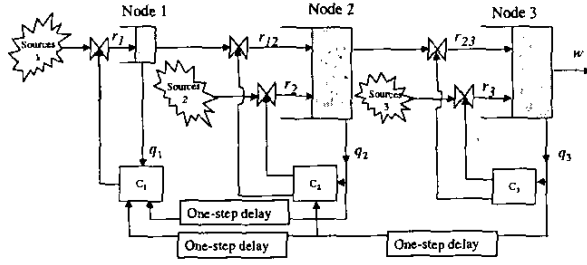 Node 1
Node 2
Node 3
Sources
1
r1
r12
r23
w
Sources
2
r2
Sources
3
r3
q1
q2
q3
C1
C2
C3
One-step delay
One-step delay
One-step delay